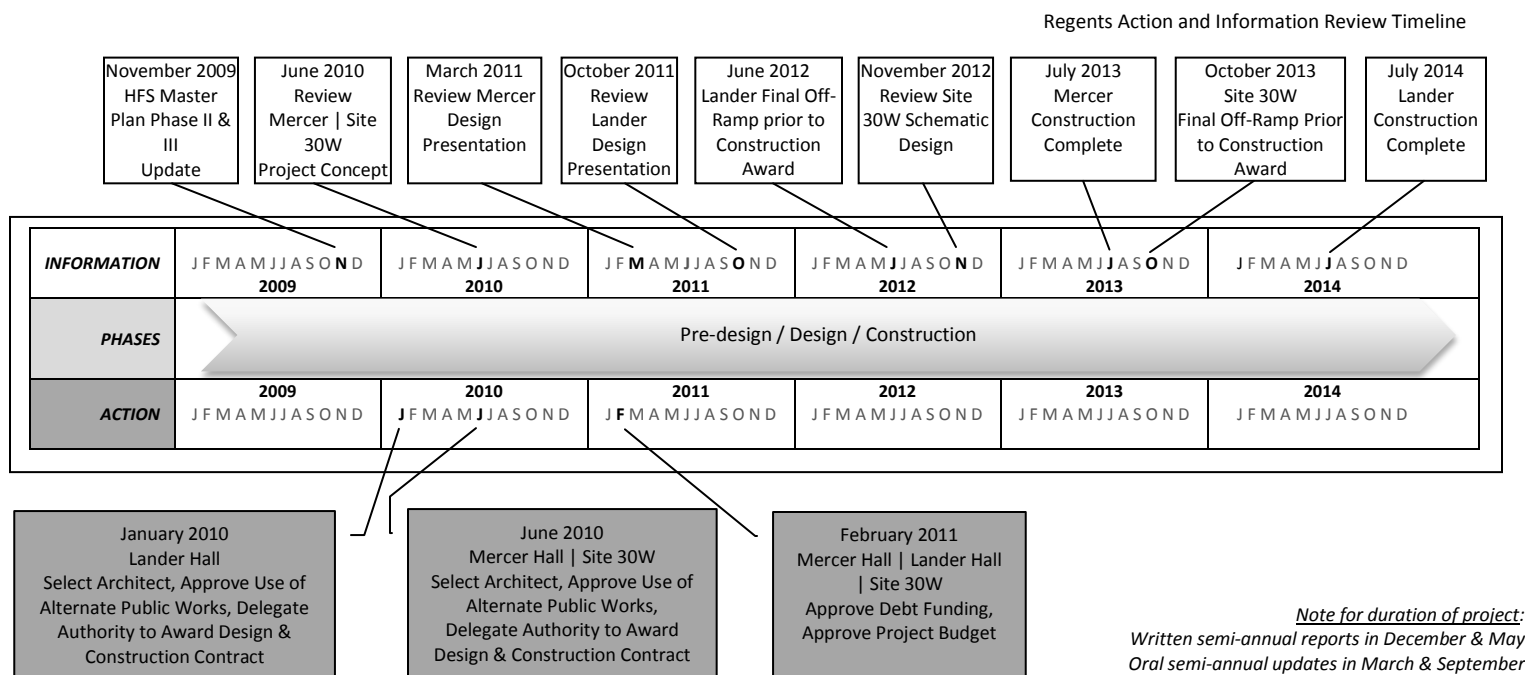 Regents Action and Information Review Timeline
November 2009
HFS Master
Plan Phase II &
III
Update
June 2010
Review
Mercer | Site
30W
Project Concept
March 2011
Review Mercer
Design
Presentation
October 2011
Review
Lander
Design
Presentation
June 2012
Lander Final Off-
Ramp prior to
Construction
Award
November 2012
Review Site
30W Schematic
Design
July 2013
Mercer
Construction
Complete
October 2013
Site 30W
Final Off-Ramp Prior
to Construction
Award
July 2014
Lander
Construction
Complete
INFORMATION
J F M A M J J A S O N D
2009
J F M A M J J A S O N D
2010
J F M A M J J A S O N D
2011
J F M A M J J A S O N D
2012
J F M A M J J A S O N D
2013
J F M A M J J A S O N D
2014
PHASES
Pre-design / Design / Construction
ACTION
2009
J F M A M J J A S O N D
2010
J F M A M J J A S O N D
2011
J F M A M J J A S O N D
2012
J F M A M J J A S O N D
2013
J F M A M J J A S O N D
2014
J F M A M J J A S O N D
January 2010
Lander Hall
Select Architect, Approve Use of
Alternate Public Works, Delegate
Authority to Award Design &
Construction Contract
June 2010
Mercer Hall | Site 30W
Select Architect, Approve Use of
Alternate Public Works,
Delegate Authority to Award
Design & Construction Contract
February 2011
Mercer Hall | Lander Hall
| Site 30W
Approve Debt Funding,
Approve Project Budget
Note for duration of project:
Written semi-annual reports in December & May
Oral semi-annual updates in March & September